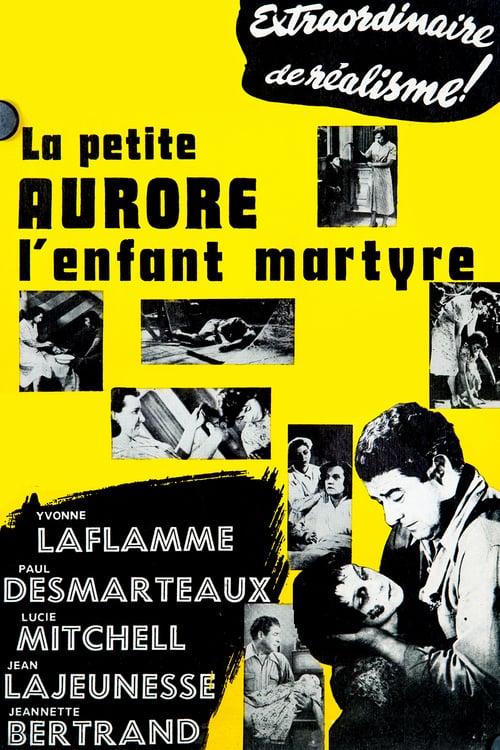 Extraordinaire
de réalisme!
La petite
AURORE
l'enfant martyre
YVONNE
LAFLAMME
PAUL
DESMARTEAUX
LUCIE
MITCHELL
JEAN
LAJEUNESSE
JEANNETTE
BERTRAND